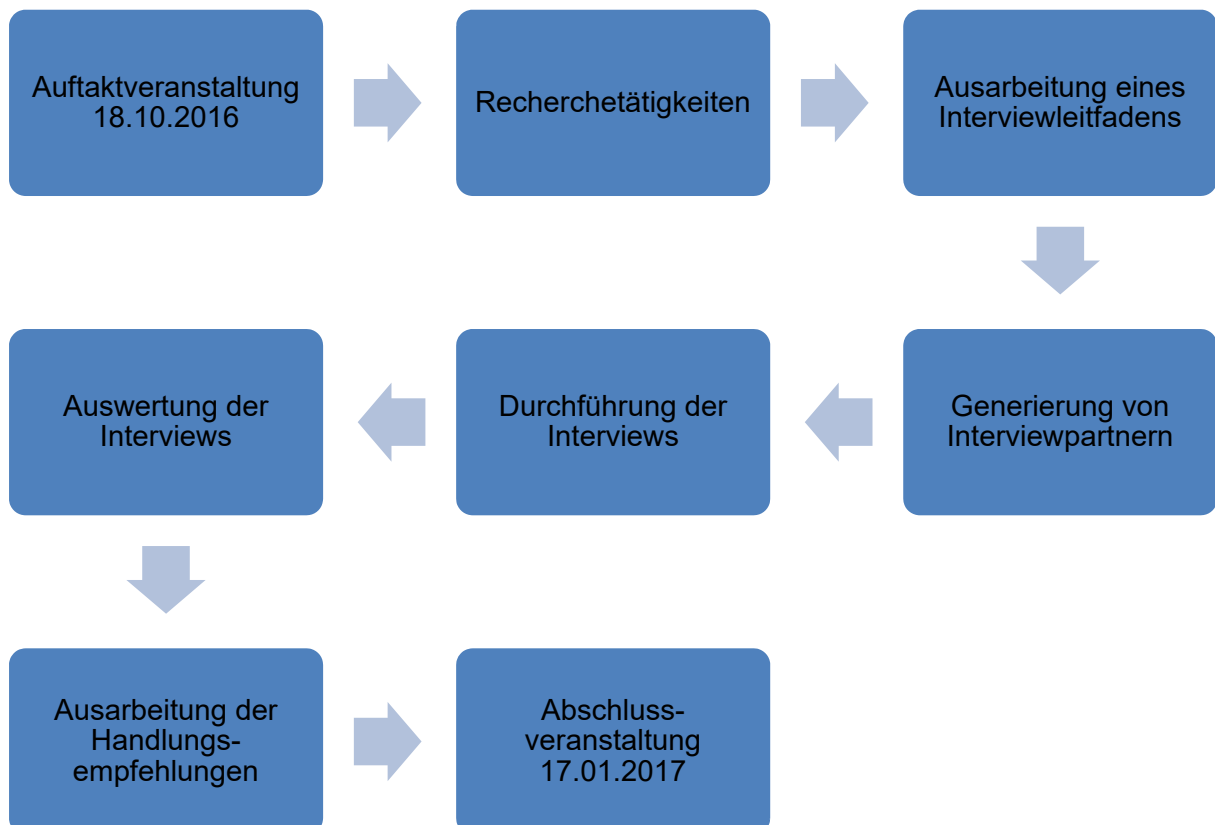 Auftaktveranstaltung
18.10.2016
Recherchetätigkeiten
Ausarbeitung eines
Interviewleitfadens
Generierung von
Interviewpartnern
Durchführung der
Interviews
Auswertung der
Interviews
Ausarbeitung der
Handlungs-
empfehlungen
Abschluss-
veranstaltung
17.01.2017